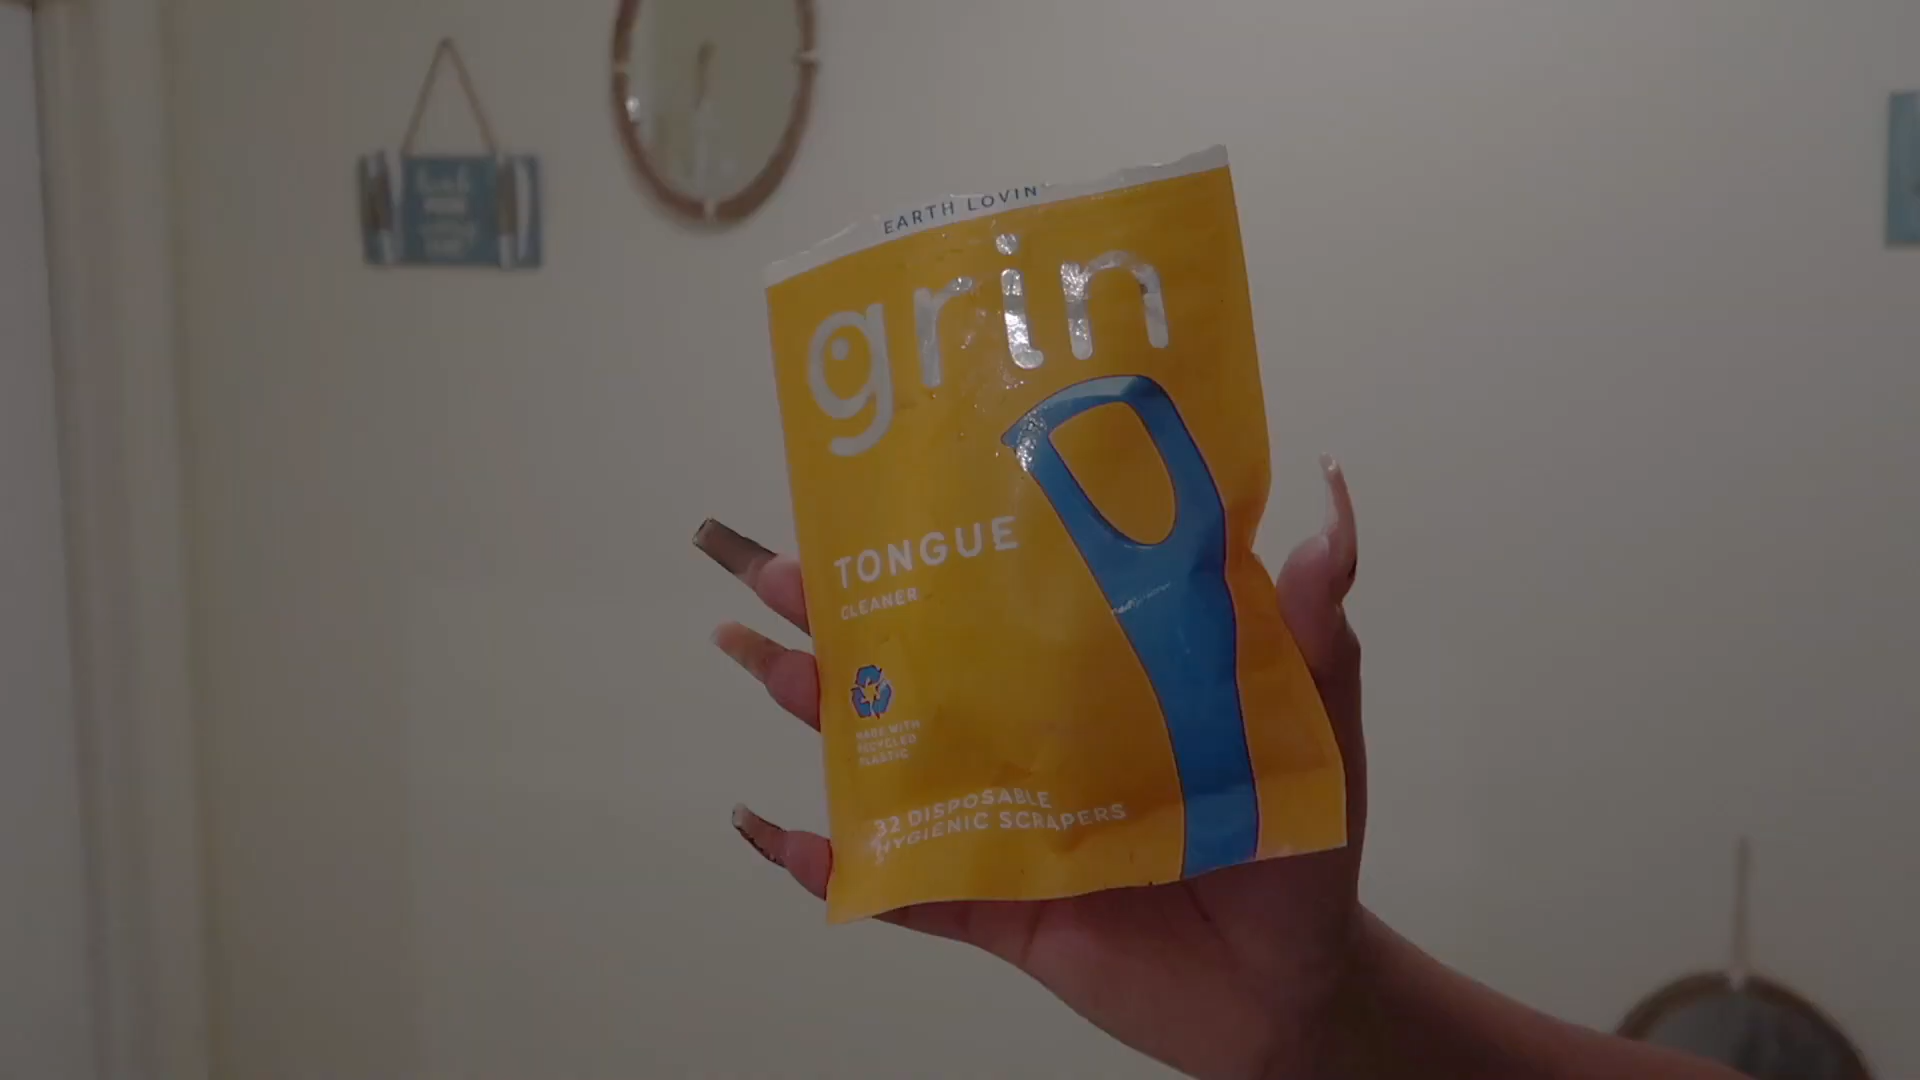 EARTH LOVIN'
grin
TONGUE
CLEANER
MADE WITH
RECYCLED
PLASTIC
32 DISPOSABLE
HYGIENIC SCRAPERS